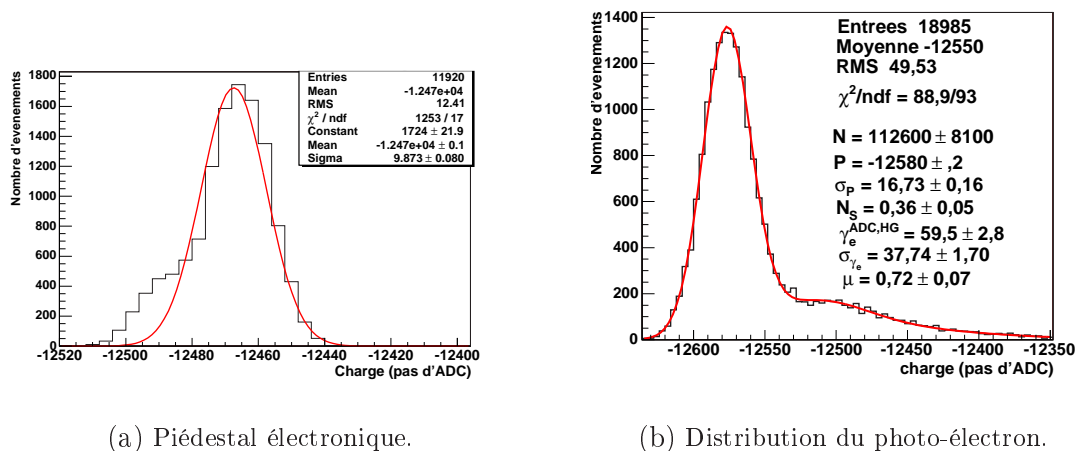 Nombre d'evenements
1800
1600
1400
1200
1000
800
600
400
200
0
-12520 -12500 -12480 -12460 -12440 -12420 -12400
Charge (pas d'ADC)
Entries 11920
Mean -1.247e+04
RMS 12.41
χ² / ndf 1253 / 17
Constant 1724 ± 21.9
Mean -1.247e+04 ± 0.1
Sigma 9.873 ± 0.080
(a) Piédestal électronique.
Nombre d'evenements
1400
1200
1000
800
600
400
200
0
-12600 -12550 -12500 -12450 -12400 -12350
charge (pas d'ADC)
Entrees 18985
Moyenne -12550
RMS 49,53
χ²/ndf = 88,9/93
N = 112600 ± 8100
P = -12580 ± ,2
σ_P = 16,73 ± 0,16
N_S = 0,36 ± 0,05
γ_e^ADC,HG = 59,5 ± 2,8
σ_γ_e = 37,74 ± 1,70
μ = 0,72 ± 0,07
(b) Distribution du photo-électron.